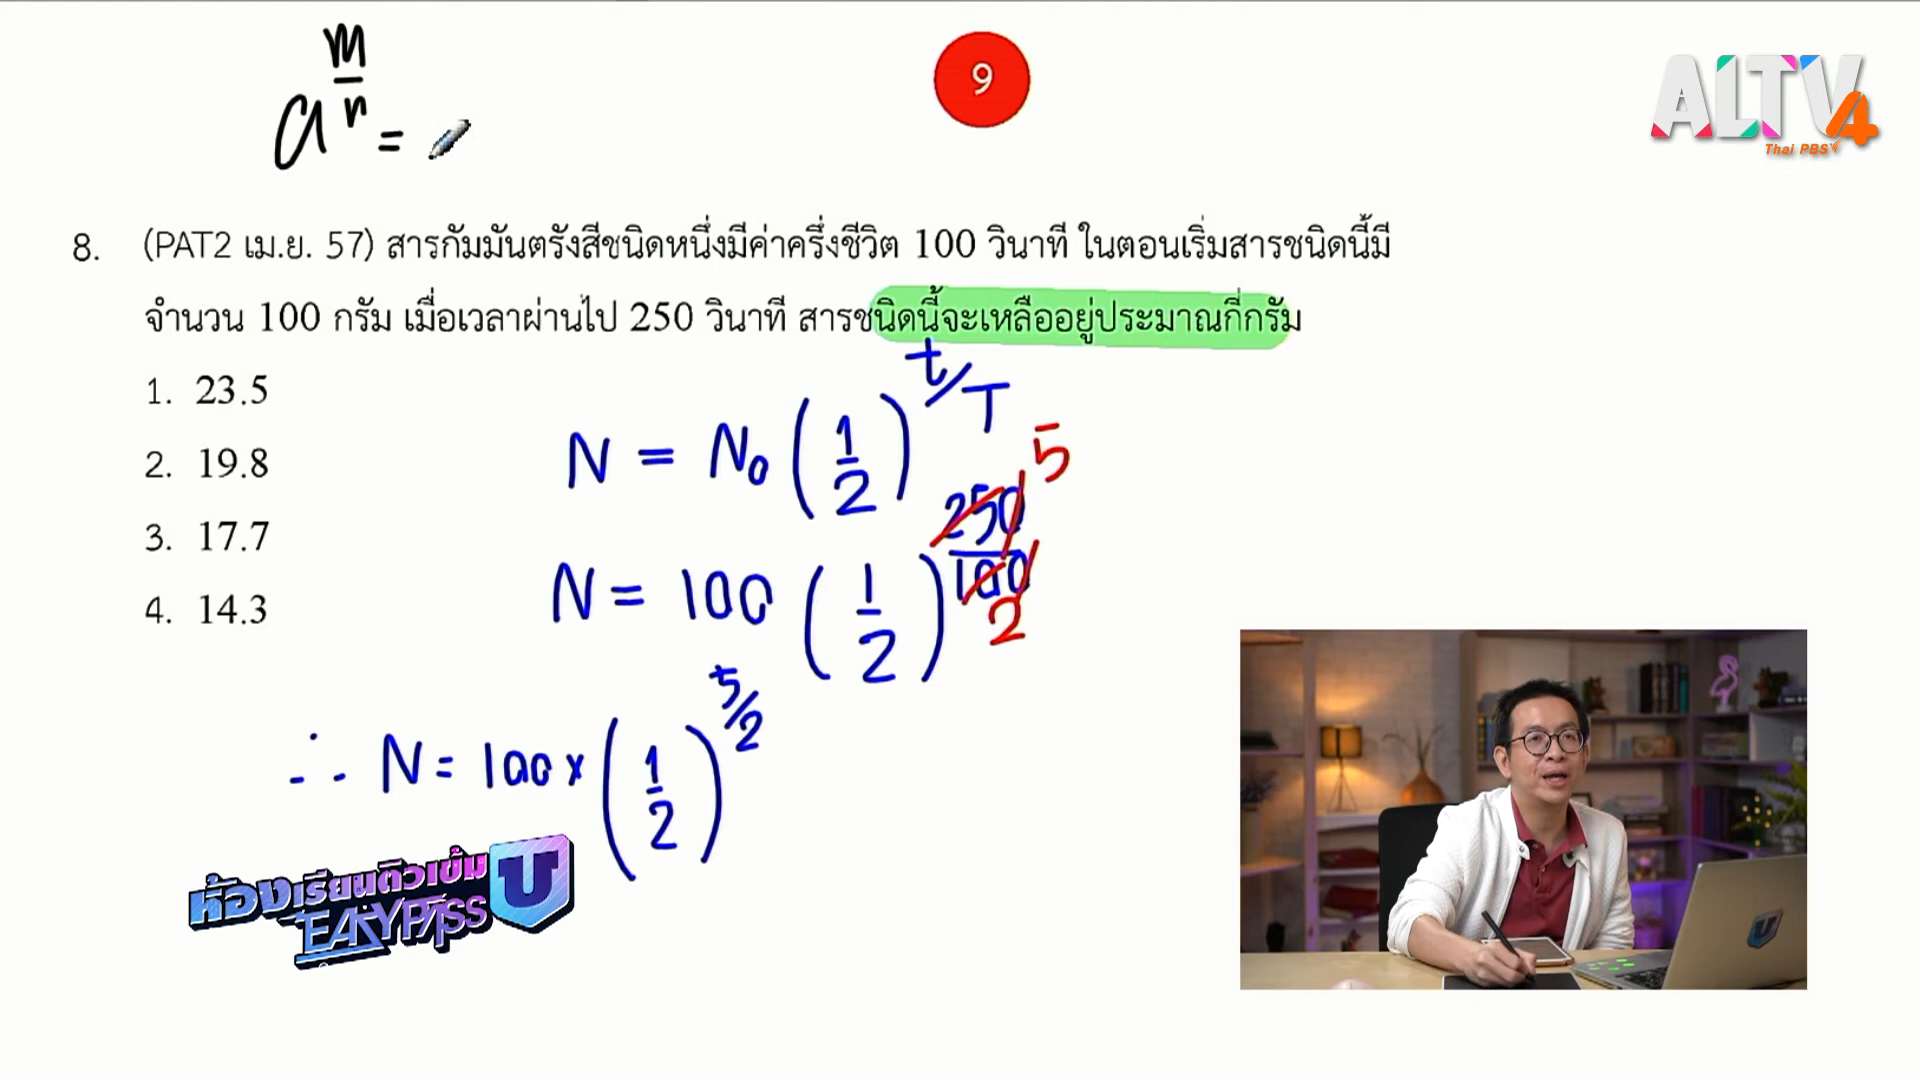 a^(m/n) =
9
ALTV4
Thai PBS
8. (PAT2 เม.ย. 57) สารกัมมันตรังสีชนิดหนึ่งมีค่าครึ่งชีวิต 100 วินาที ในตอนเริ่มสารชนิดนี้มี
จำนวน 100 กรัม เมื่อเวลาผ่านไป 250 วินาที สารชนิดนี้จะเหลืออยู่ประมาณกี่กรัม
1. 23.5
2. 19.8
3. 17.7
4. 14.3
N = N₀ (1/2)^(t/T)
5
N = 100 (1/2)^(250/100)
2
∴ N = 100 × (1/2)^(5/2)
ห้องเรียนติวเข้ม U
EASY PASS
U